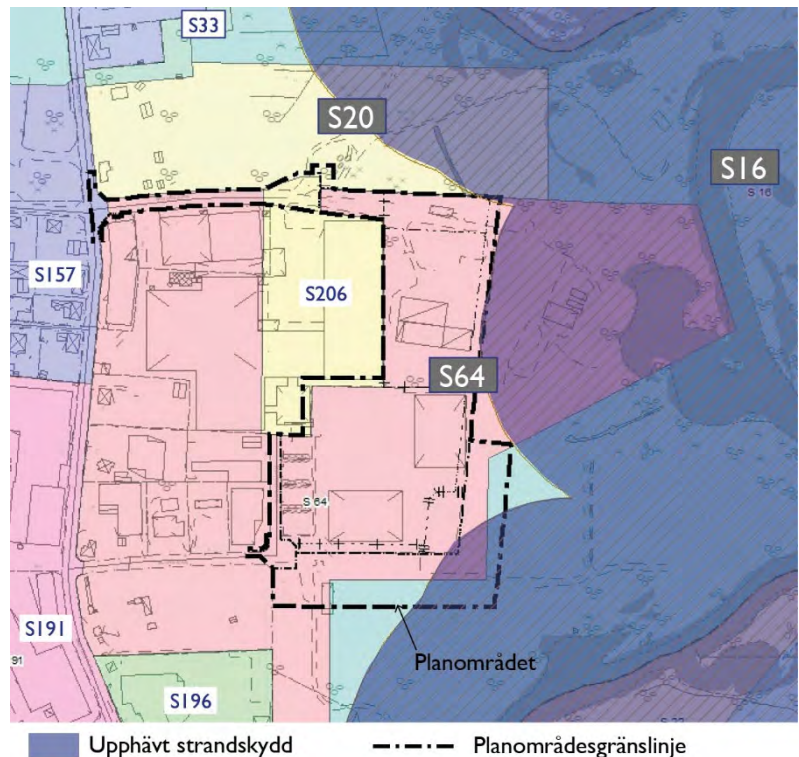 S33
S20
S16
S 16
S157
S206
S64
S 64
S191
91
Planområdet
S196
Upphävt strandskydd
Planområdesgränslinje